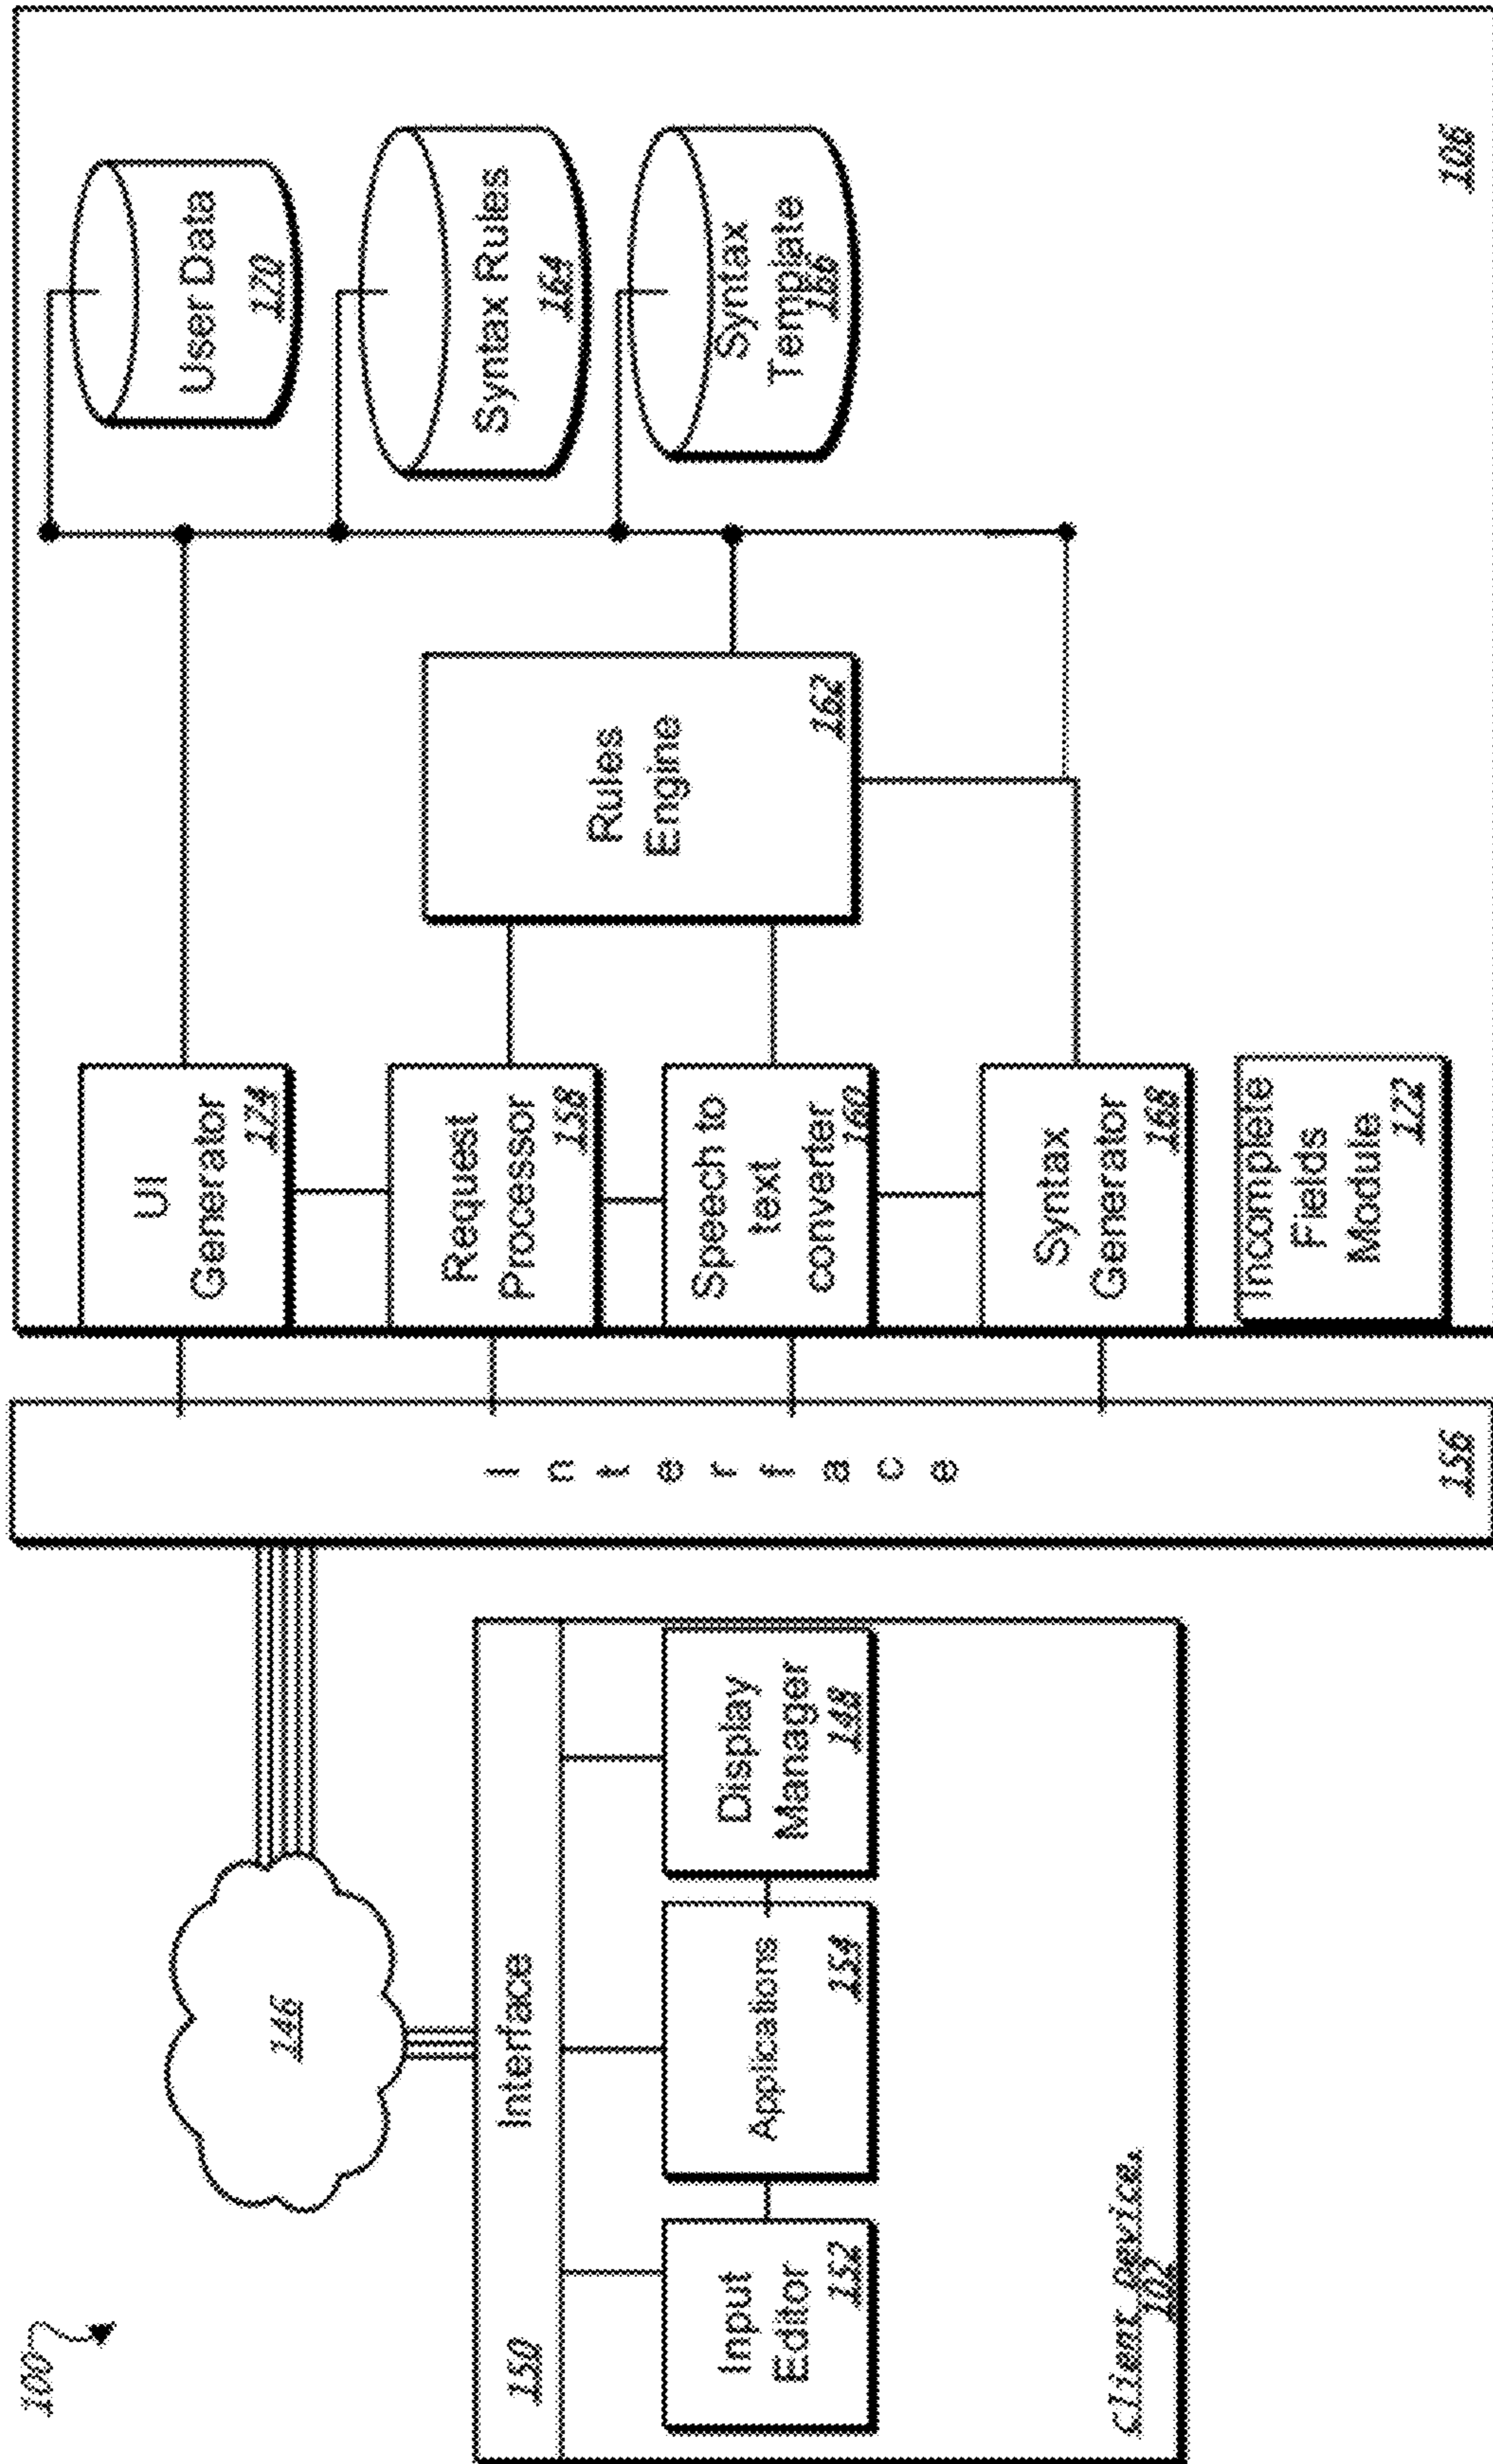 100
146
Interface
150
Input
Editor
152
Applications
154
Display
Manager
148
Client Device,
102
Interface
156
UI
Generator
174
Request
Processor
158
Speech to
text
converter
160
Syntax
Generator
168
Incomplete
Fields
Module
122
Rules
Engine
162
User Data
170
Syntax Rules
164
Syntax
Template
166
106